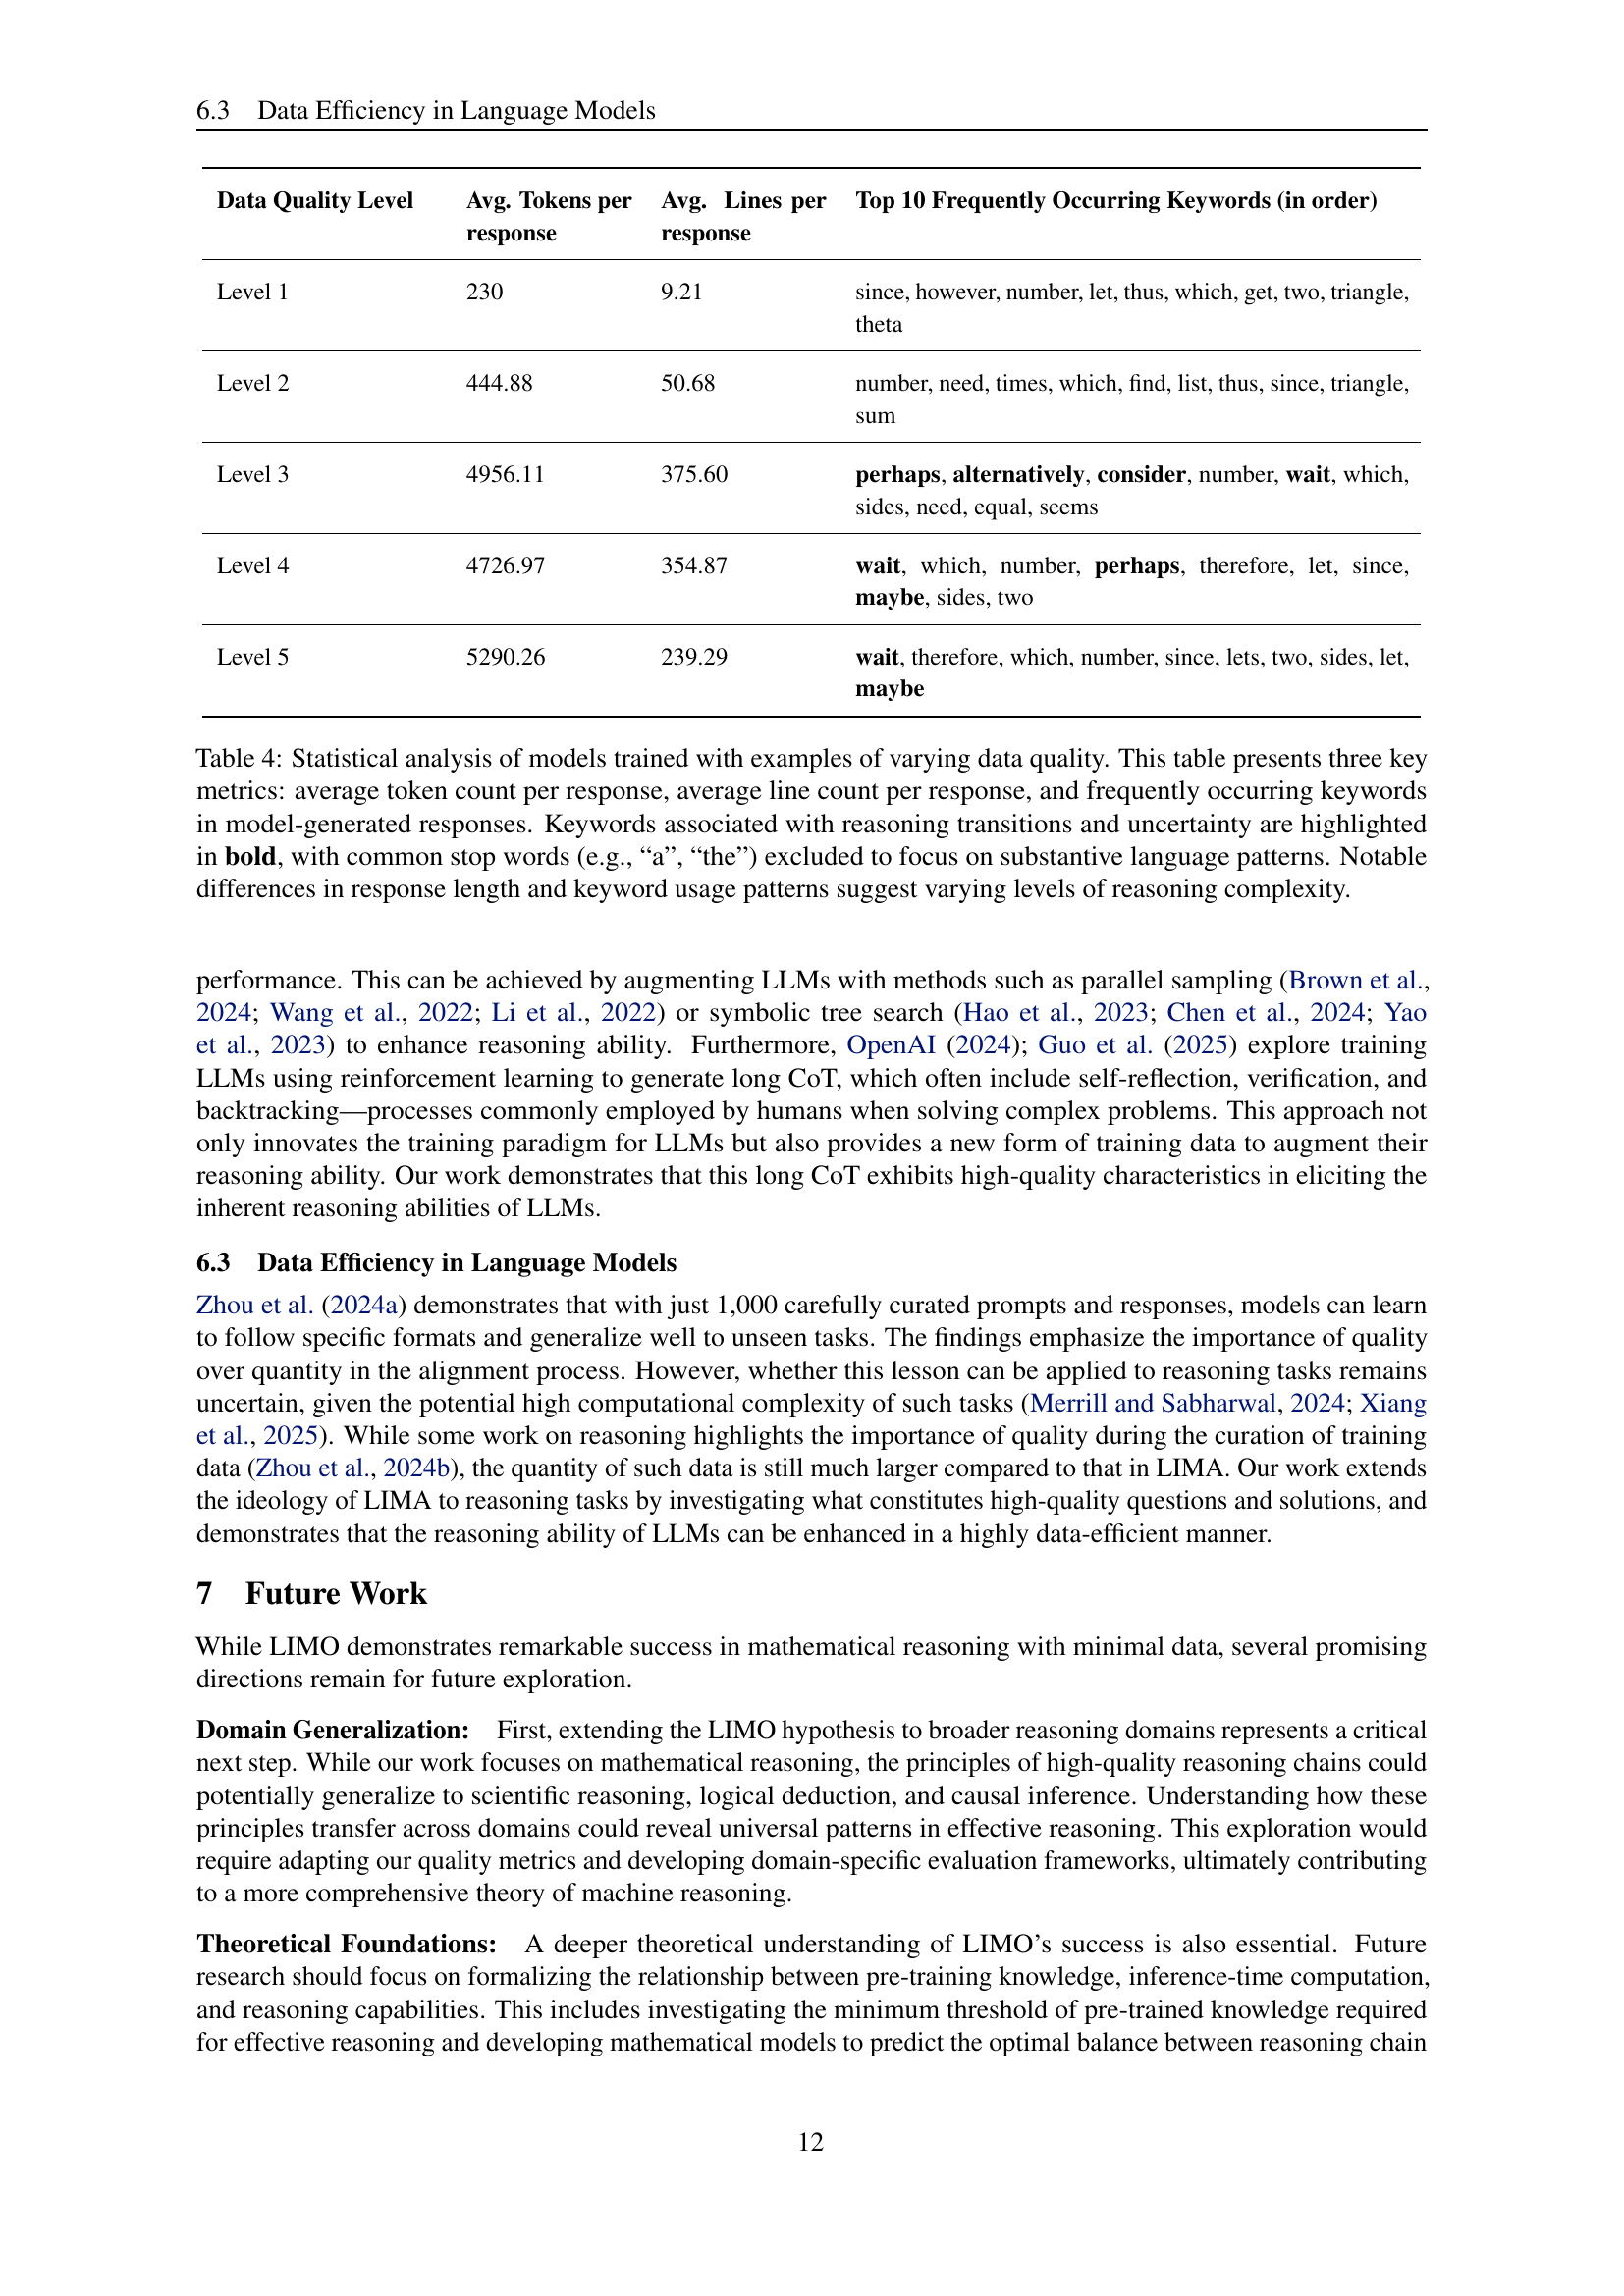 6.3 Data Efficiency in Language Models
Data Quality Level Avg. Tokens per response Avg. Lines per response Top 10 Frequently Occurring Keywords (in order)
Level 1 230 9.21 since, however, number, let, thus, which, get, two, triangle,
theta
Level 2 444.88 50.68 number, need, times, which, find, list, thus, since, triangle,
sum
Level 3 4956.11 375.60 perhaps, alternatively, consider, number, wait, which,
sides, need, equal, seems
Level 4 4726.97 354.87 wait, which, number, perhaps, therefore, let, since,
maybe, sides, two
Level 5 5290.26 239.29 wait, therefore, which, number, since, lets, two, sides, let,
maybe
Table 4: Statistical analysis of models trained with examples of varying data quality. This table presents three key
metrics: average token count per response, average line count per response, and frequently occurring keywords
in model-generated responses. Keywords associated with reasoning transitions and uncertainty are highlighted
in bold, with common stop words (e.g., “a”, “the”) excluded to focus on substantive language patterns. Notable
differences in response length and keyword usage patterns suggest varying levels of reasoning complexity.
performance. This can be achieved by augmenting LLMs with methods such as parallel sampling (Brown et al.,
2024; Wang et al., 2022; Li et al., 2022) or symbolic tree search (Hao et al., 2023; Chen et al., 2024; Yao
et al., 2023) to enhance reasoning ability. Furthermore, OpenAI (2024); Guo et al. (2025) explore training
LLMs using reinforcement learning to generate long CoT, which often include self-reflection, verification, and
backtracking—processes commonly employed by humans when solving complex problems. This approach not
only innovates the training paradigm for LLMs but also provides a new form of training data to augment their
reasoning ability. Our work demonstrates that this long CoT exhibits high-quality characteristics in eliciting the
inherent reasoning abilities of LLMs.
6.3 Data Efficiency in Language Models
Zhou et al. (2024a) demonstrates that with just 1,000 carefully curated prompts and responses, models can learn
to follow specific formats and generalize well to unseen tasks. The findings emphasize the importance of quality
over quantity in the alignment process. However, whether this lesson can be applied to reasoning tasks remains
uncertain, given the potential high computational complexity of such tasks (Merrill and Sabharwal, 2024; Xiang
et al., 2025). While some work on reasoning highlights the importance of quality during the curation of training
data (Zhou et al., 2024b), the quantity of such data is still much larger compared to that in LIMA. Our work extends
the ideology of LIMA to reasoning tasks by investigating what constitutes high-quality questions and solutions, and
demonstrates that the reasoning ability of LLMs can be enhanced in a highly data-efficient manner.
7 Future Work
While LIMO demonstrates remarkable success in mathematical reasoning with minimal data, several promising
directions remain for future exploration.
Domain Generalization: First, extending the LIMO hypothesis to broader reasoning domains represents a critical
next step. While our work focuses on mathematical reasoning, the principles of high-quality reasoning chains could
potentially generalize to scientific reasoning, logical deduction, and causal inference. Understanding how these
principles transfer across domains could reveal universal patterns in effective reasoning. This exploration would
require adapting our quality metrics and developing domain-specific evaluation frameworks, ultimately contributing
to a more comprehensive theory of machine reasoning.
Theoretical Foundations: A deeper theoretical understanding of LIMO’s success is also essential. Future
research should focus on formalizing the relationship between pre-training knowledge, inference-time computation,
and reasoning capabilities. This includes investigating the minimum threshold of pre-trained knowledge required
for effective reasoning and developing mathematical models to predict the optimal balance between reasoning chain
12